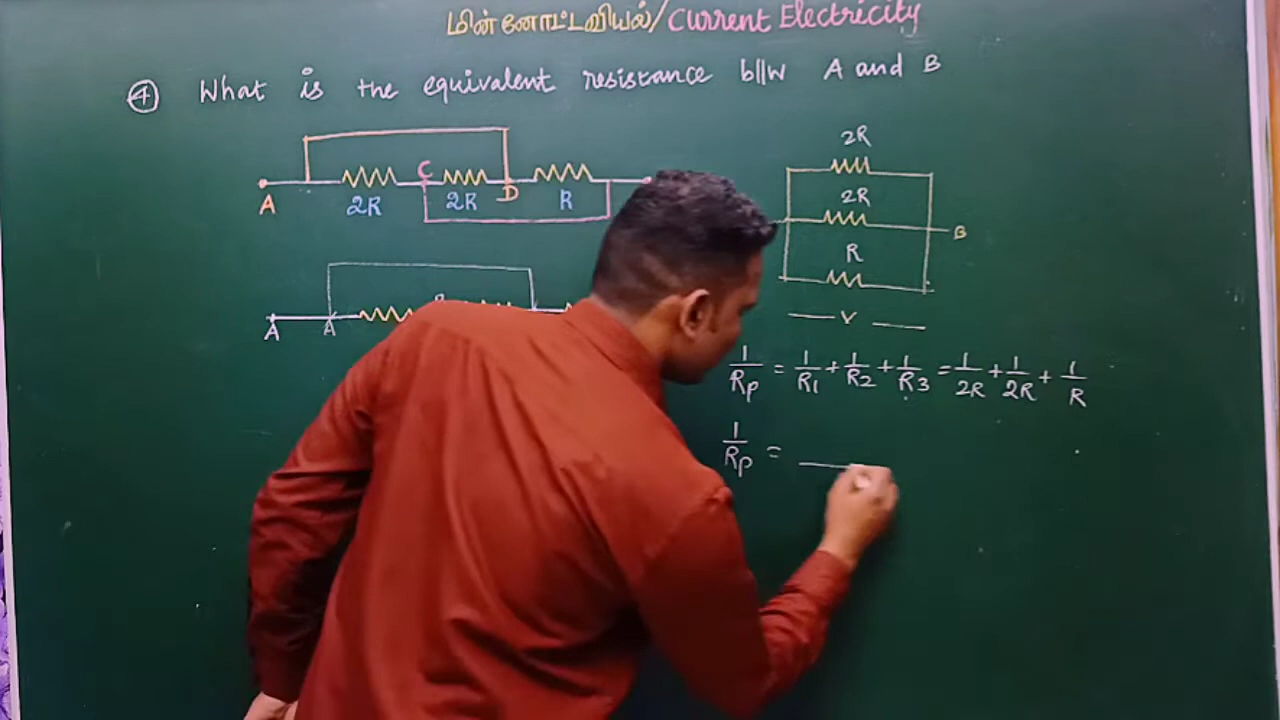 மின்னோட்டவியல்/Current Electricity
④ What is the equivalent resistance b||w A and B
A 2R C 2R D R
A A
2R
2R
R
B
V
1/Rp = 1/R1 + 1/R2 + 1/R3 = 1/2R + 1/2R + 1/R
1/Rp =